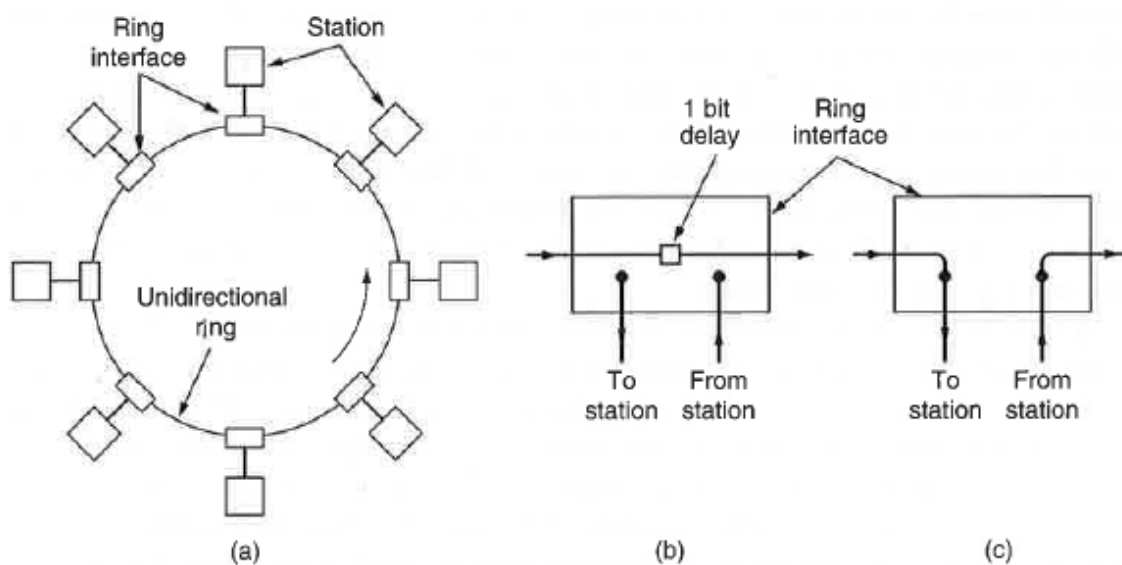 Ring
interface
Station
Unidirectional
ring
(a)
1 bit
delay
Ring
interface
To
station
From
station
(b)
To
station
From
station
(c)